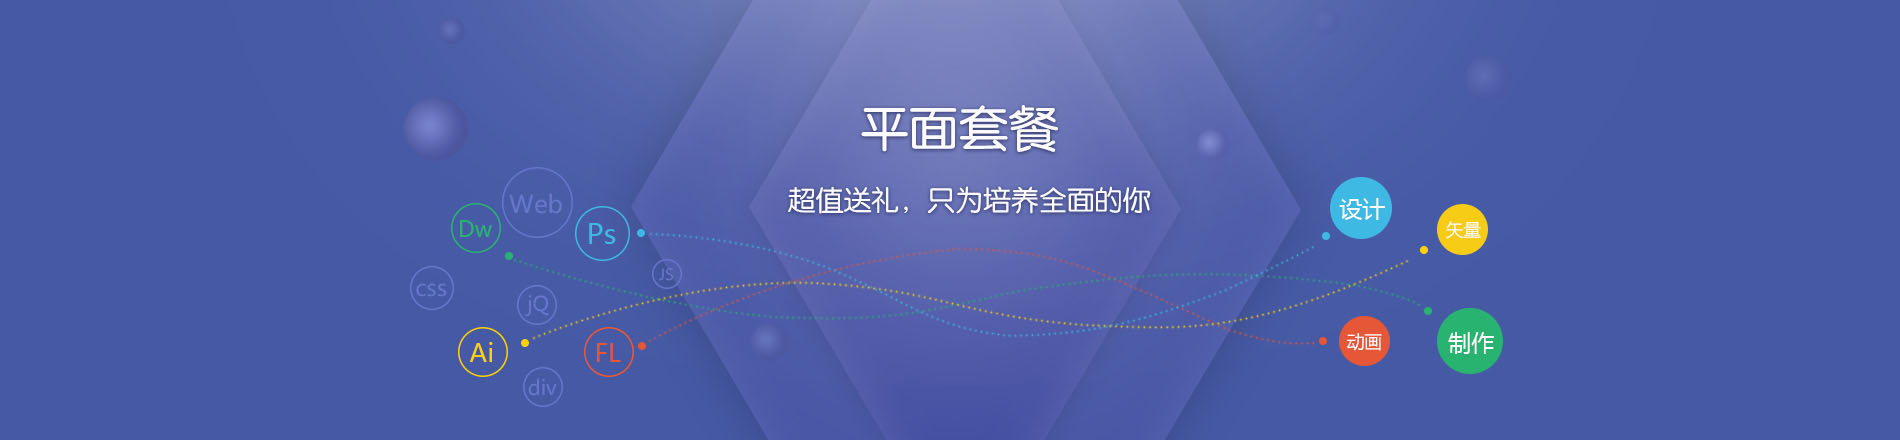 平面套餐
超值送礼，只为培养全面的你
Web
Dw
Ps
css
jQ
JS
Ai
FL
div
设计
矢量
动画
制作